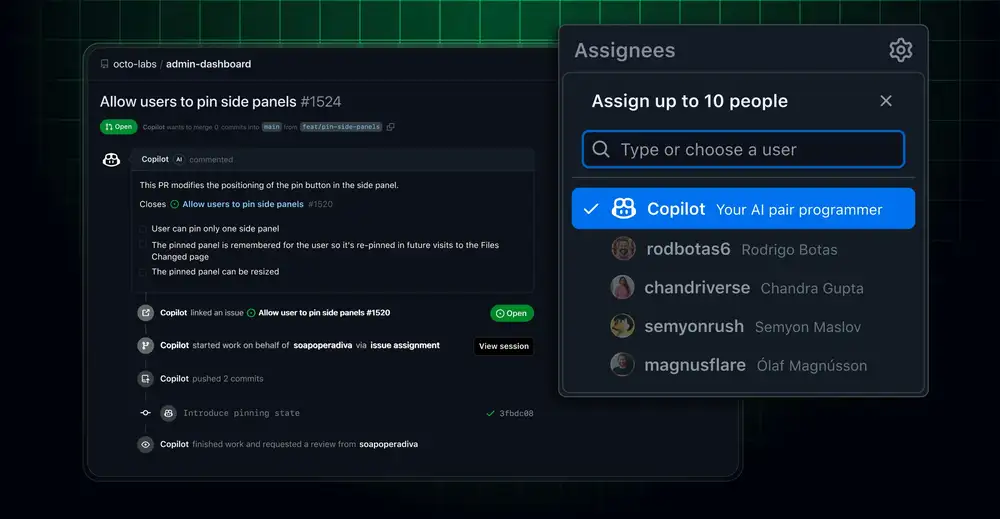 octo-labs / admin-dashboard
Allow users to pin side panels #1524
Open Copilot wants to merge 0 commits into main from feat/pin-side-panels
Copilot AI commented
This PR modifies the positioning of the pin button in the side panel.
Closes Allow users to pin side panels #1520
User can pin only one side panel
The pinned panel is remembered for the user so it's re-pinned in future visits to the Files
Changed page
The pinned panel can be resized
Copilot linked an issue Allow user to pin side panels #1520 Open
Copilot started work on behalf of soapoperadiva via issue assignment View session
Copilot pushed 2 commits
Introduce pinning state 3fbdc08
Copilot finished work and requested a review from soapoperadiva
Assignees
Assign up to 10 people
Type or choose a user
Copilot Your AI pair programmer
rodbotas6 Rodrigo Botas
chandriverse Chandra Gupta
semyonrush Semyon Maslov
magnusflare Ólaf Magnússon